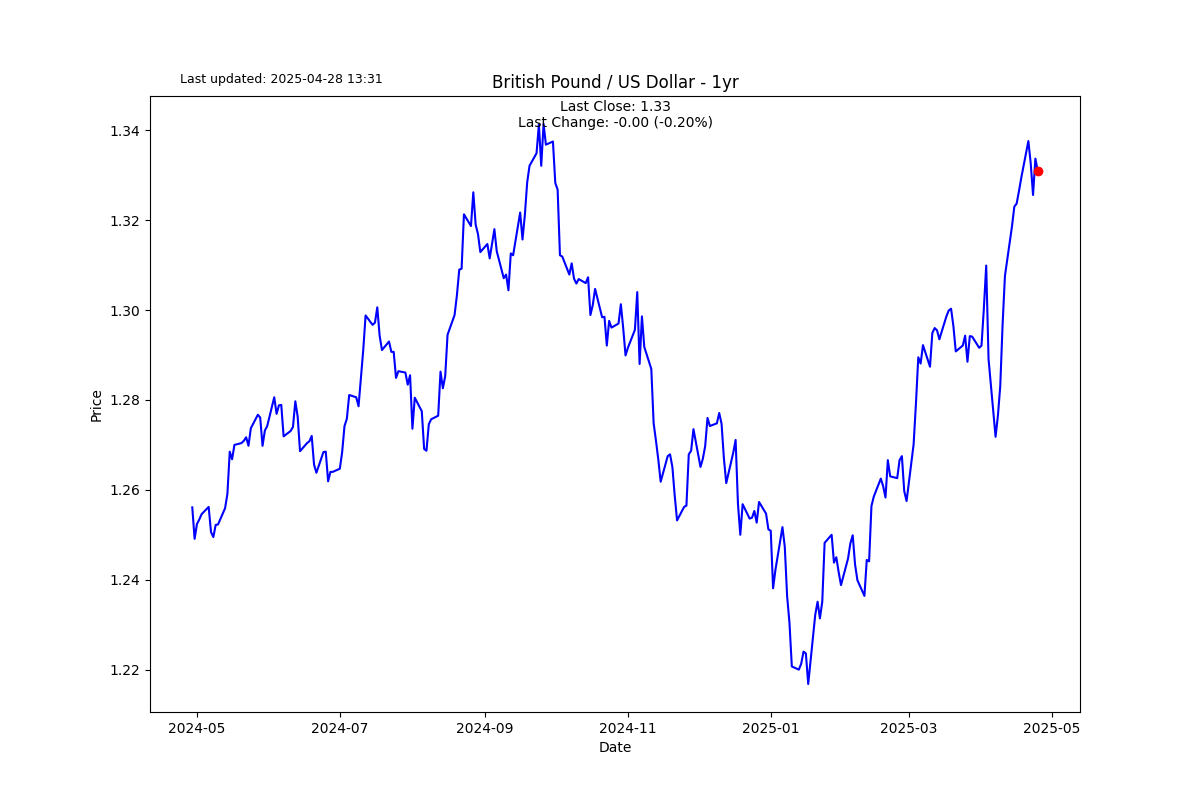 Last updated: 2025-04-28 13:31
British Pound / US Dollar - 1yr
Last Close: 1.33
Last Change: -0.00 (-0.20%)
1.34
1.32
1.30
1.28
1.26
1.24
1.22
Price
2024-05 2024-07 2024-09 2024-11 2025-01 2025-03 2025-05
Date